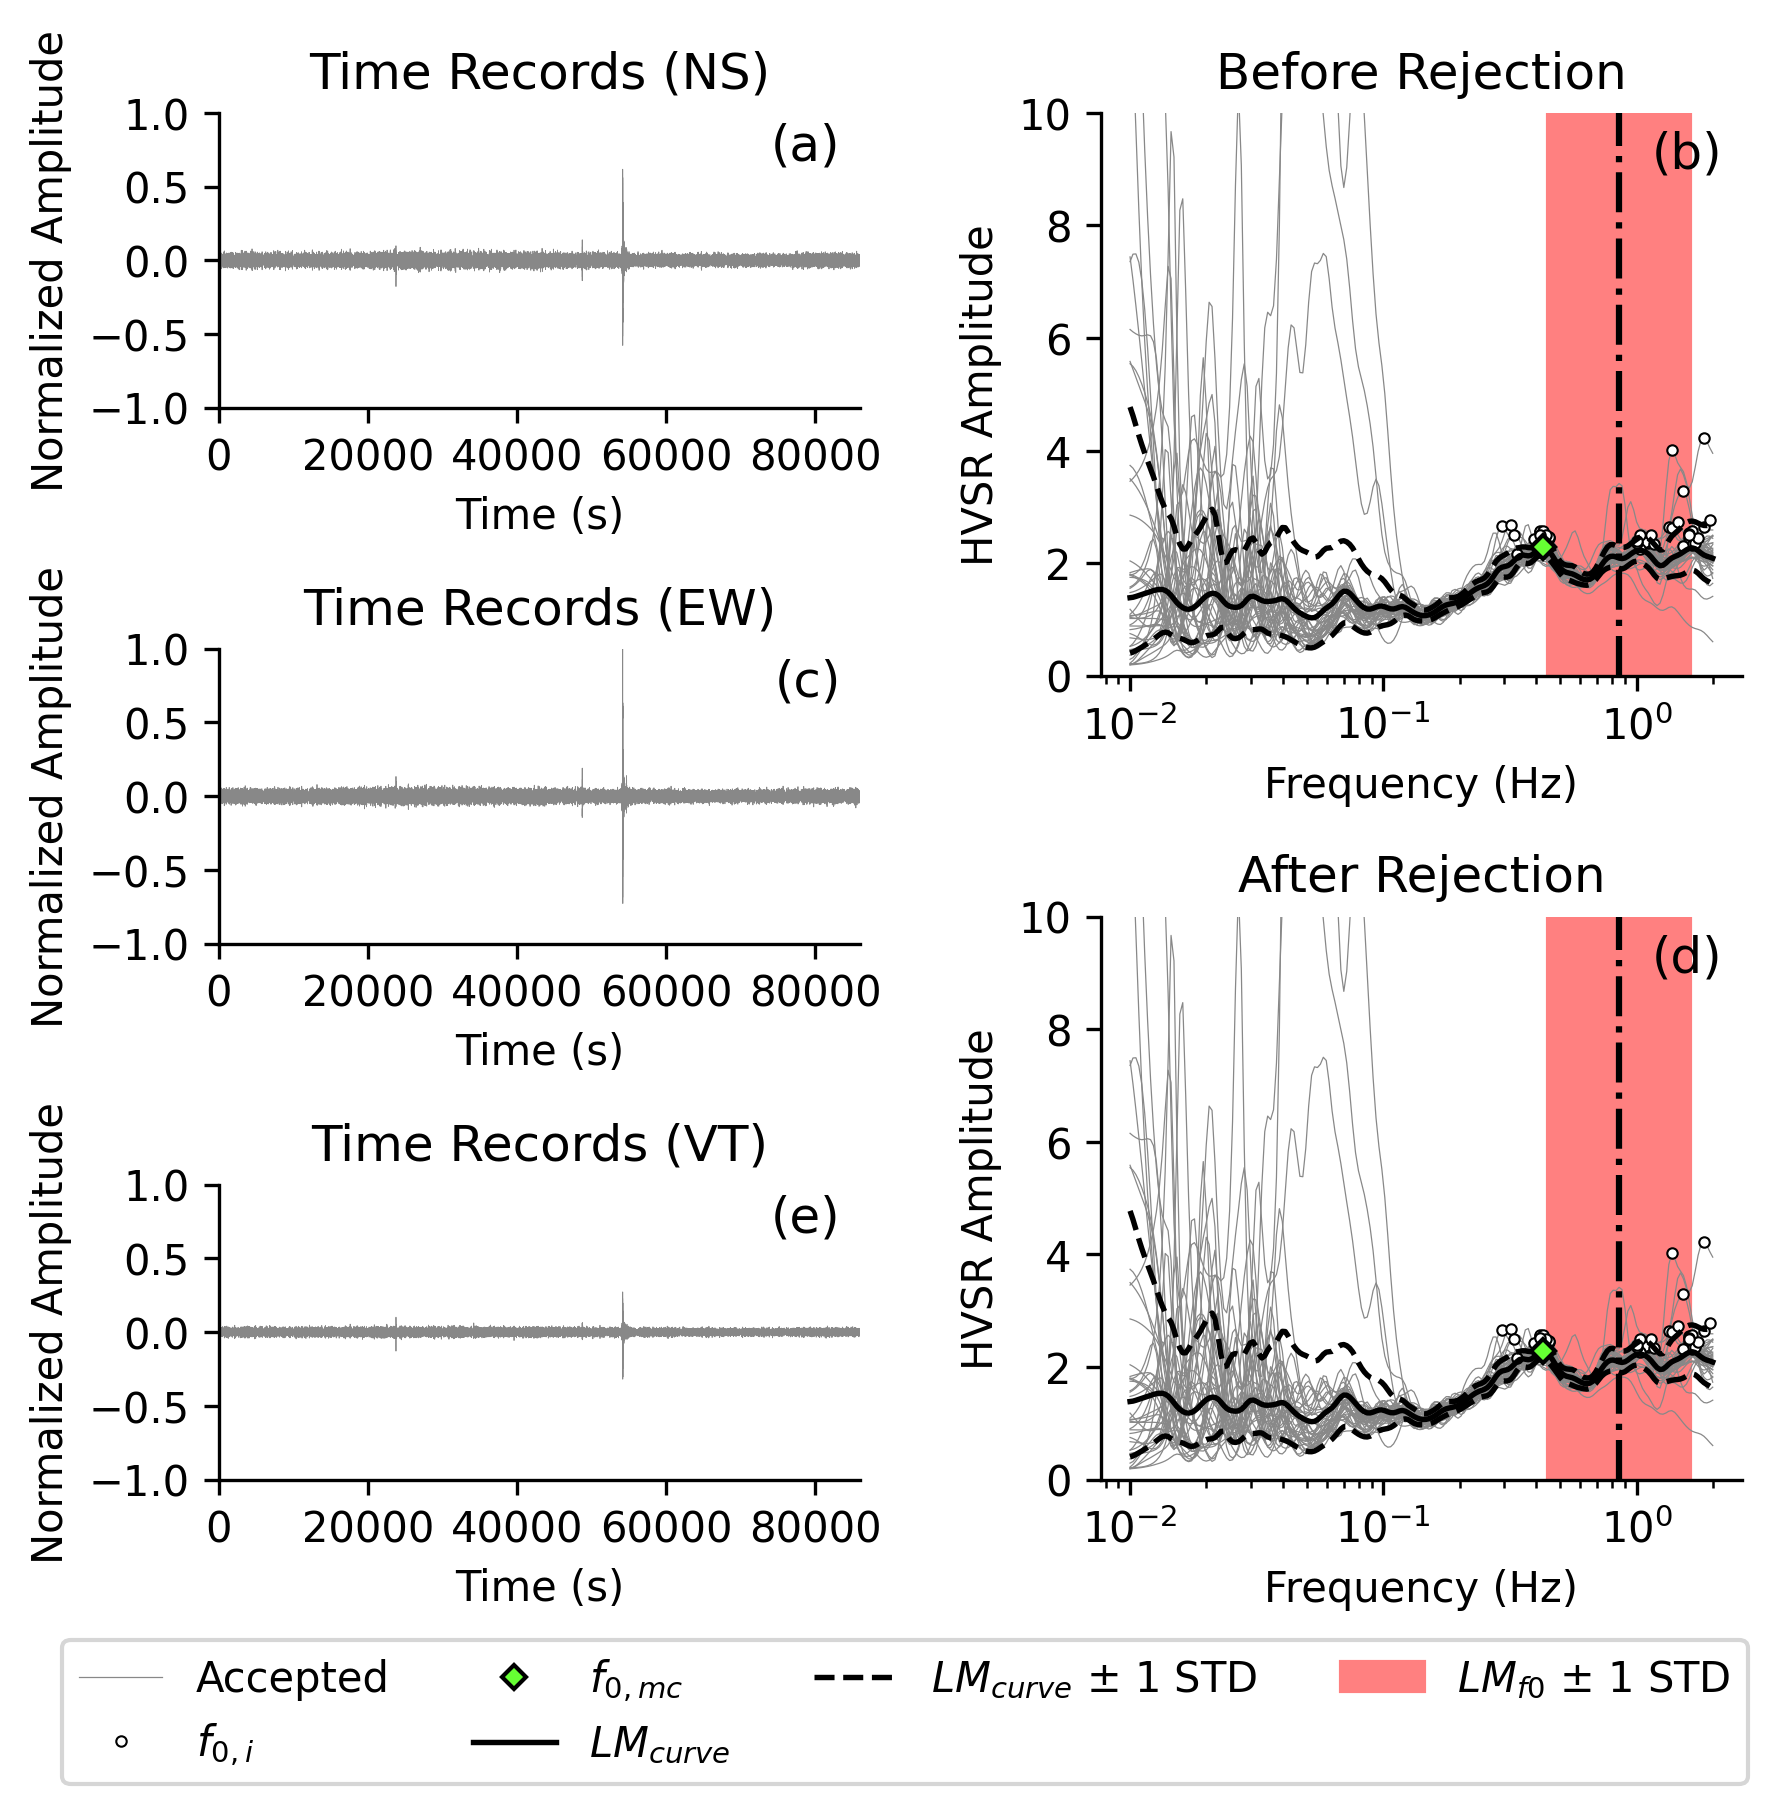 Time Records (NS)
(a)
Normalized Amplitude
1.0
0.5
0.0
−0.5
−1.0
0 20000 40000 60000 80000
Time (s)
Before Rejection
(b)
HVSR Amplitude
10
8
6
4
2
0
10⁻² 10⁻¹ 10⁰
Frequency (Hz)
Time Records (EW)
(c)
Normalized Amplitude
1.0
0.5
0.0
−0.5
−1.0
0 20000 40000 60000 80000
Time (s)
After Rejection
(d)
HVSR Amplitude
10
8
6
4
2
0
10⁻² 10⁻¹ 10⁰
Frequency (Hz)
Time Records (VT)
(e)
Normalized Amplitude
1.0
0.5
0.0
−0.5
−1.0
0 20000 40000 60000 80000
Time (s)
Accepted
f0,i
f0,mc
LMcurve
LMcurve ± 1 STD
LMf0 ± 1 STD